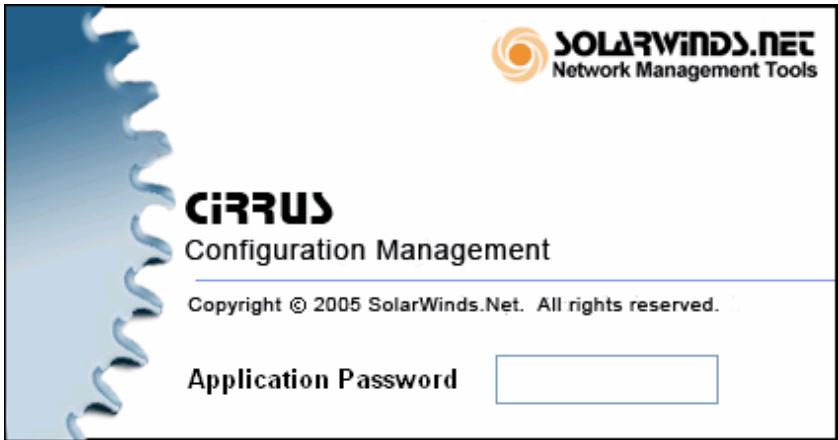 SOLARWINDS.NET
Network Management Tools
CiRRUS
Configuration Management
Copyright © 2005 SolarWinds.Net. All rights reserved.
Application Password